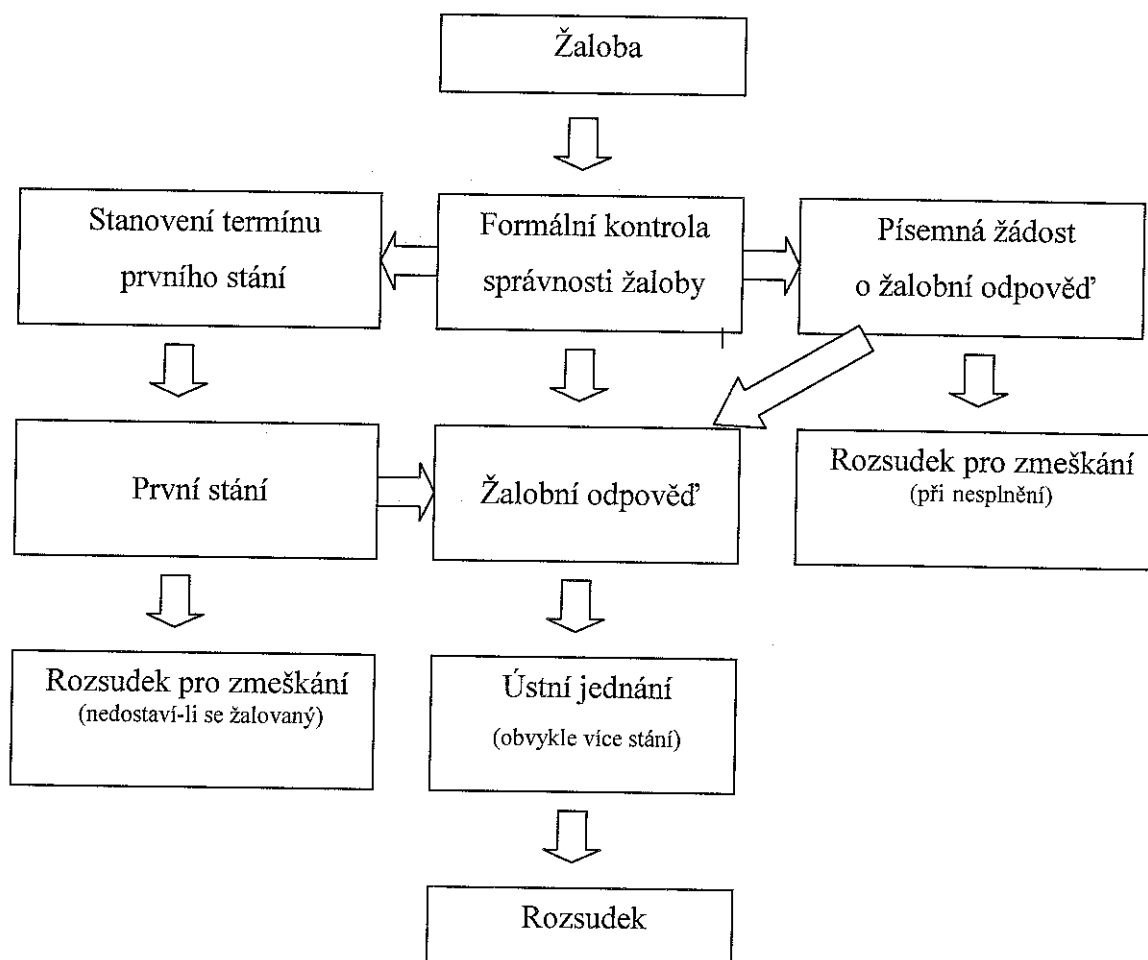 Žaloba
Stanovení termínu
prvního stání
Formální kontrola
správnosti žaloby
Písemná žádost
o žalobní odpověď
První stání
Žalobní odpověď
Rozsudek pro zmeškání
(při nesplnění)
Rozsudek pro zmeškání
(nedostaví-li se žalovaný)
Ústní jednání
(obvykle více stání)
Rozsudek